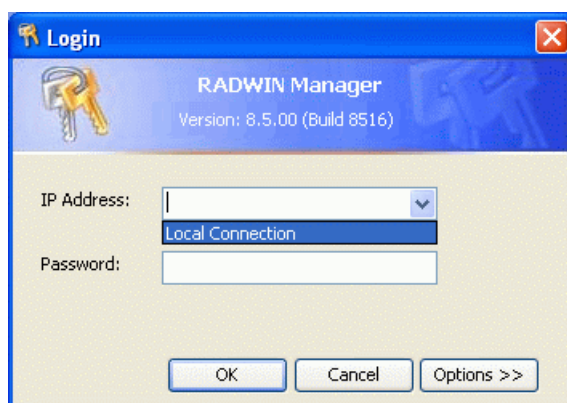 Login
RADWIN Manager
Version: 8.5.00 (Build 8516)
IP Address:
Local Connection
Password:
OK Cancel Options >>